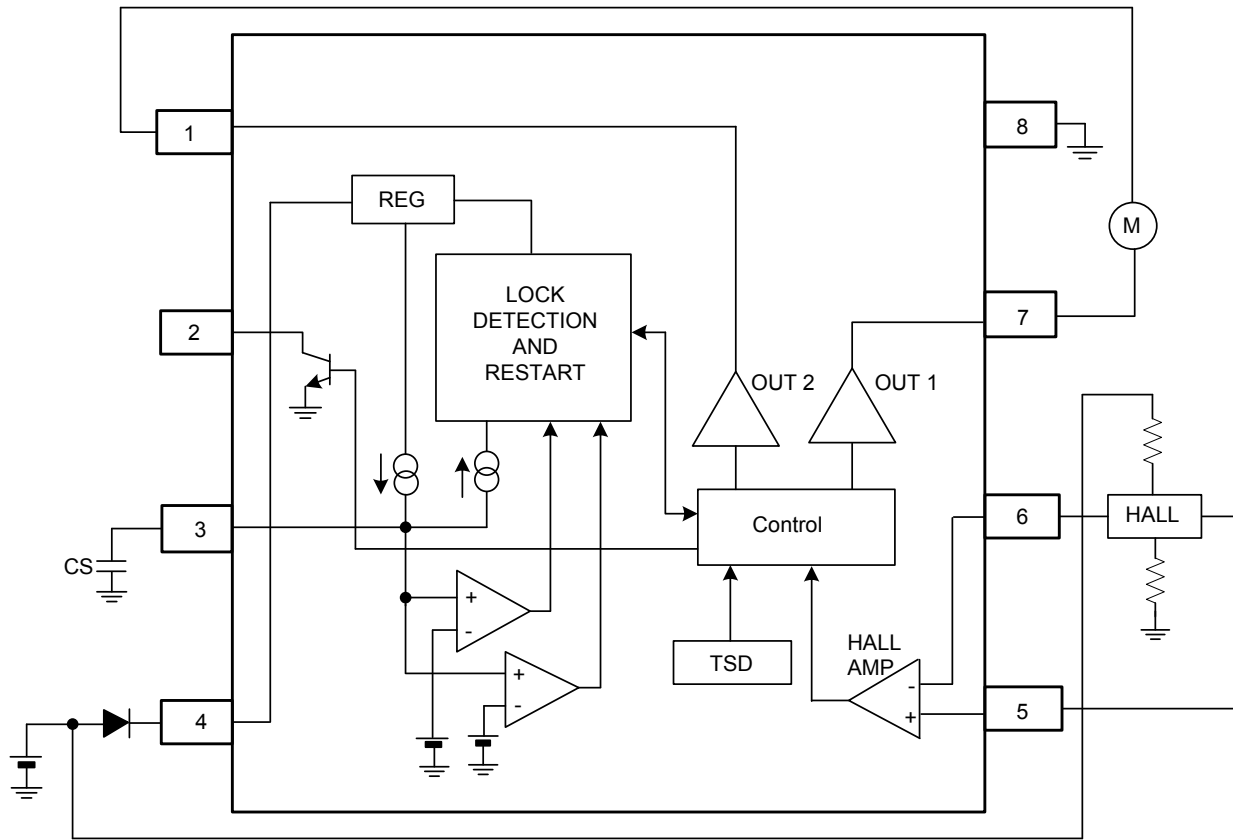 1
8
REG
M
LOCK
DETECTION
AND
RESTART
2
7
OUT 2
OUT 1
3
Control
6
HALL
CS
+
-
TSD
HALL
AMP
+
-
-
+
4
5